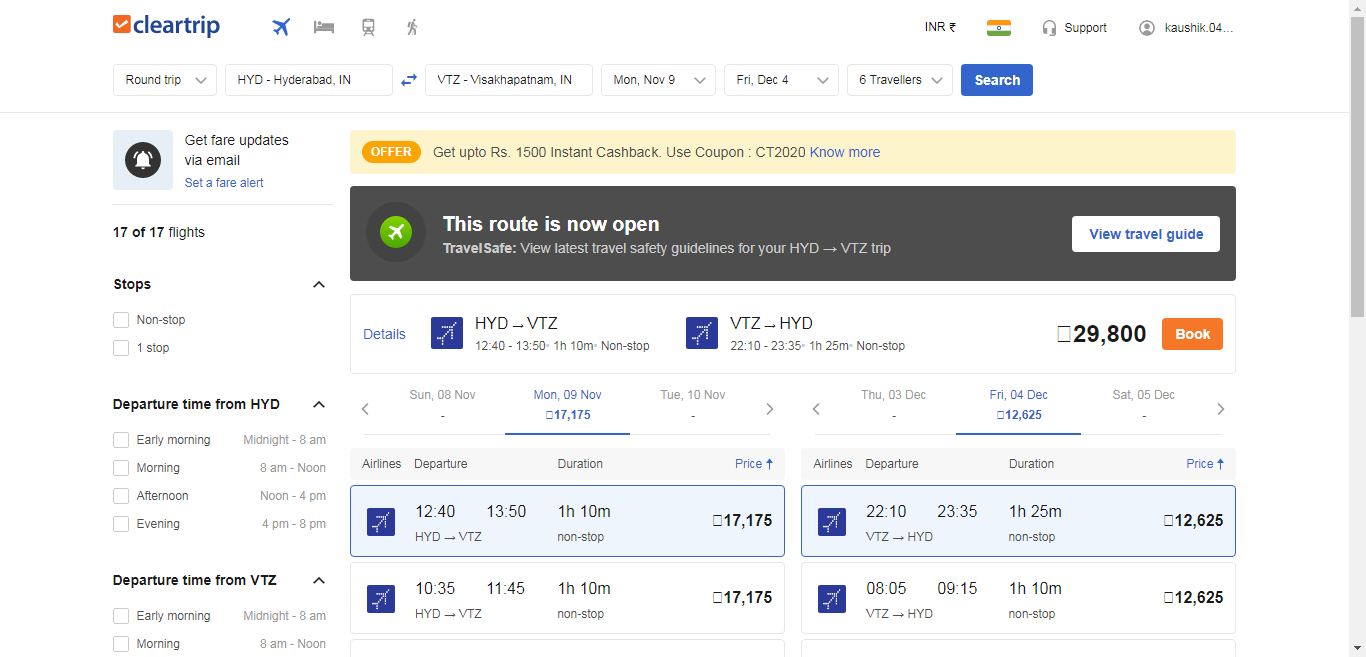 cleartrip
INR ₹
Support
kaushik.04...
Round trip
HYD - Hyderabad, IN
VTZ - Visakhapatnam, IN
Mon, Nov 9
Fri, Dec 4
6 Travellers
Search
Get fare updates
via email
Set a fare alert
17 of 17 flights
Stops
Non-stop
1 stop
Departure time from HYD
Early morning Midnight - 8 am
Morning 8 am - Noon
Afternoon Noon - 4 pm
Evening 4 pm - 8 pm
Departure time from VTZ
Early morning Midnight - 8 am
Morning 8 am - Noon
OFFER Get upto Rs. 1500 Instant Cashback. Use Coupon : CT2020 Know more
This route is now open
TravelSafe: View latest travel safety guidelines for your HYD → VTZ trip
View travel guide
Details
HYD → VTZ
12:40 - 13:50• 1h 10m• Non-stop
VTZ → HYD
22:10 - 23:35• 1h 25m• Non-stop
29,800
Book
Sun, 08 Nov
-
Mon, 09 Nov
17,175
Tue, 10 Nov
-
Thu, 03 Dec
-
Fri, 04 Dec
12,625
Sat, 05 Dec
-
Airlines Departure Duration Price ↑
12:40 13:50 1h 10m 17,175
HYD → VTZ non-stop
10:35 11:45 1h 10m 17,175
HYD → VTZ non-stop
Airlines Departure Duration Price ↑
22:10 23:35 1h 25m 12,625
VTZ → HYD non-stop
08:05 09:15 1h 10m 12,625
VTZ → HYD non-stop